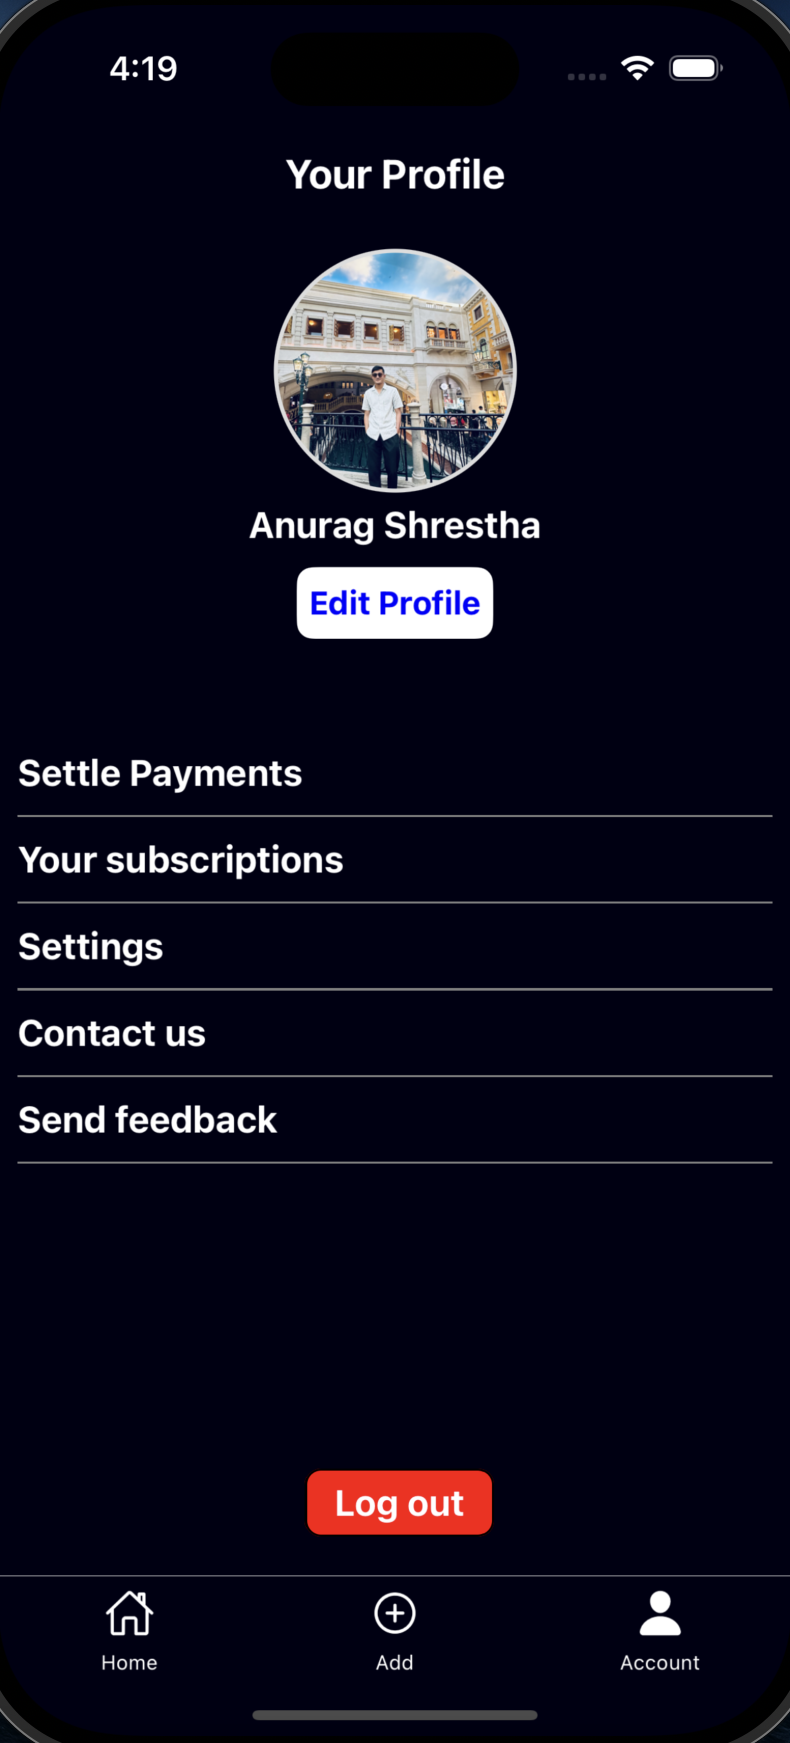 4:19
Your Profile
Anurag Shrestha
Edit Profile
Settle Payments
Your subscriptions
Settings
Contact us
Send feedback
Log out
Home
Add
Account